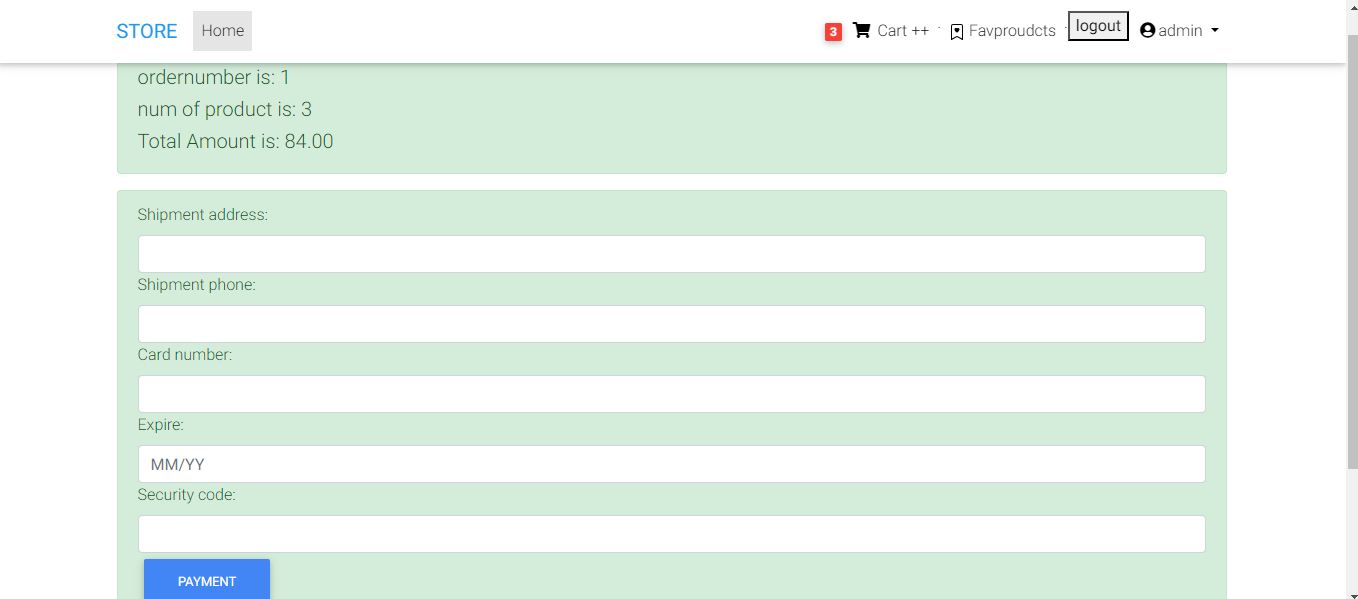 STORE Home 3 Cart ++ Favproudcts logout admin
ordernumber is: 1
num of product is: 3
Total Amount is: 84.00
Shipment address:
Shipment phone:
Card number:
Expire:
MM/YY
Security code:
PAYMENT